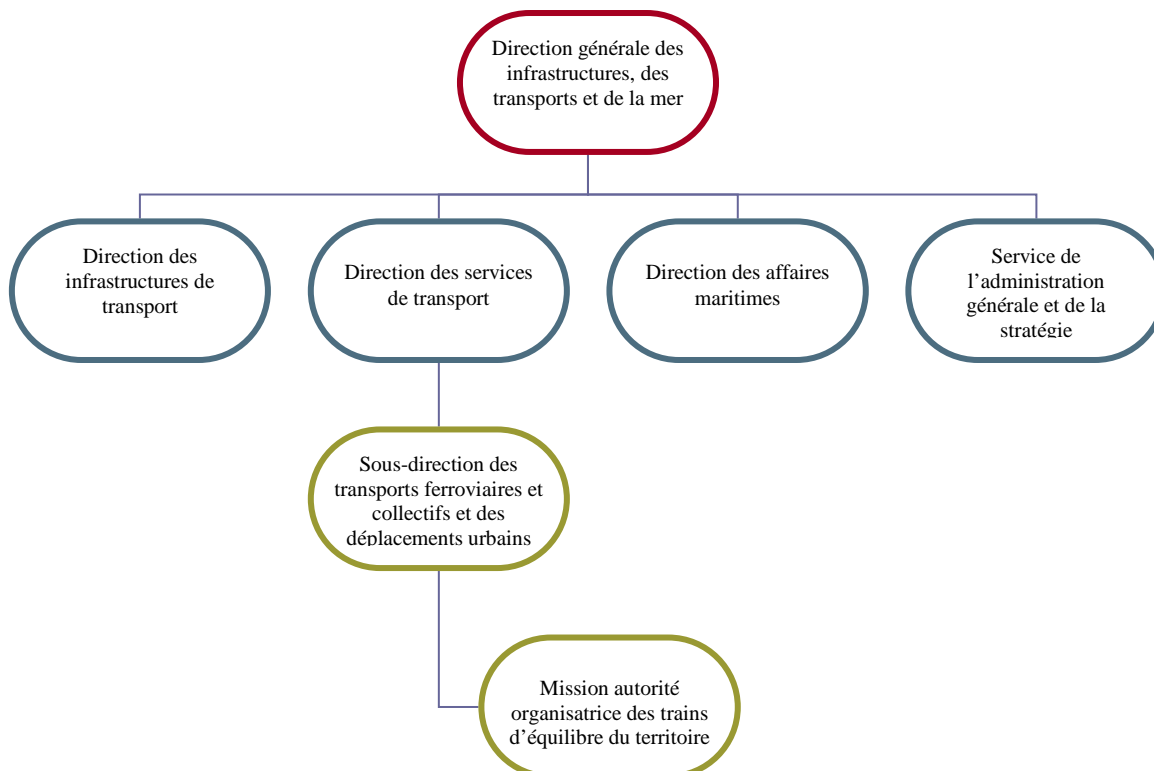 Direction générale des
infrastructures, des
transports et de la mer
Direction des
infrastructures de
transport
Direction des services
de transport
Direction des affaires
maritimes
Service de
l’administration
générale et de la
stratégie
Sous-direction des
transports ferroviaires et
collectifs et des
déplacements urbains
Mission autorité
organisatrice des trains
d’équilibre du territoire